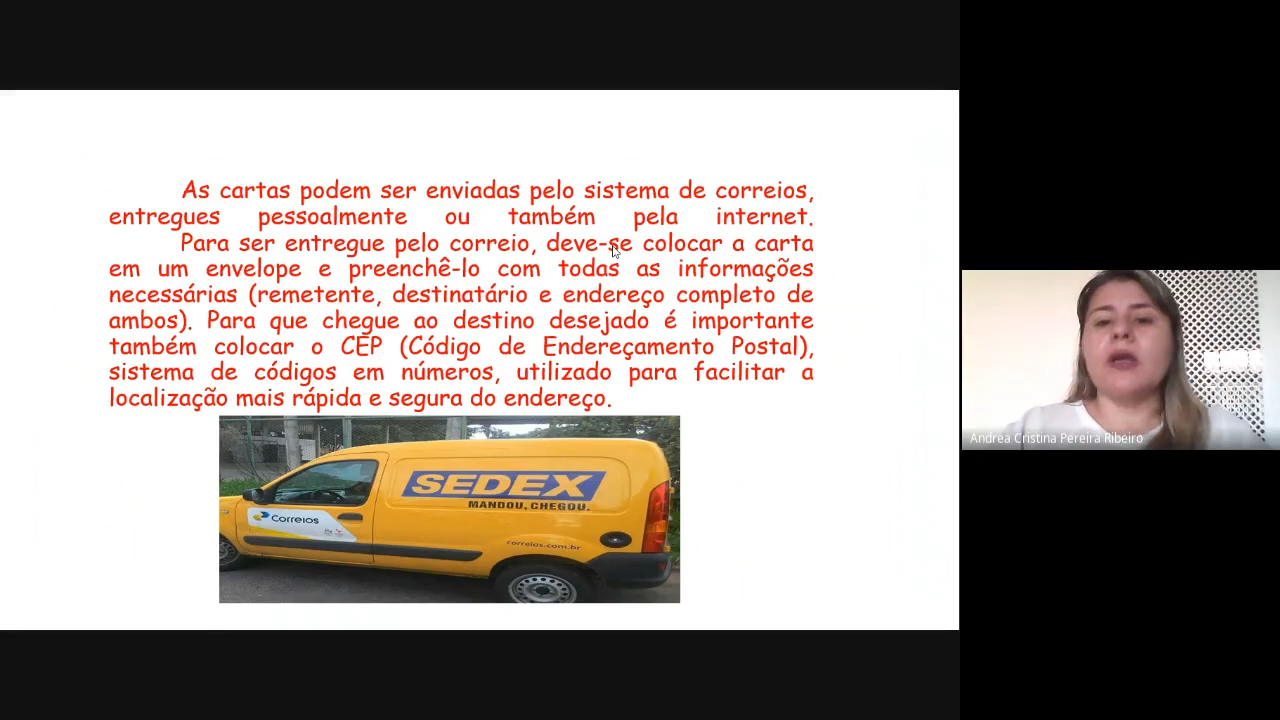 As cartas podem ser enviadas pelo sistema de correios,
entregues pessoalmente ou também pela internet.
Para ser entregue pelo correio, deve-se colocar a carta
em um envelope e preenchê-lo com todas as informações
necessárias (remetente, destinatário e endereço completo de
ambos). Para que chegue ao destino desejado é importante
também colocar o CEP (Código de Endereçamento Postal),
sistema de códigos em números, utilizado para facilitar a
localização mais rápida e segura do endereço.
SEDEX
MANDOU, CHEGOU.
Correios
correios.com.br
Andrea Cristina Pereira Ribeiro